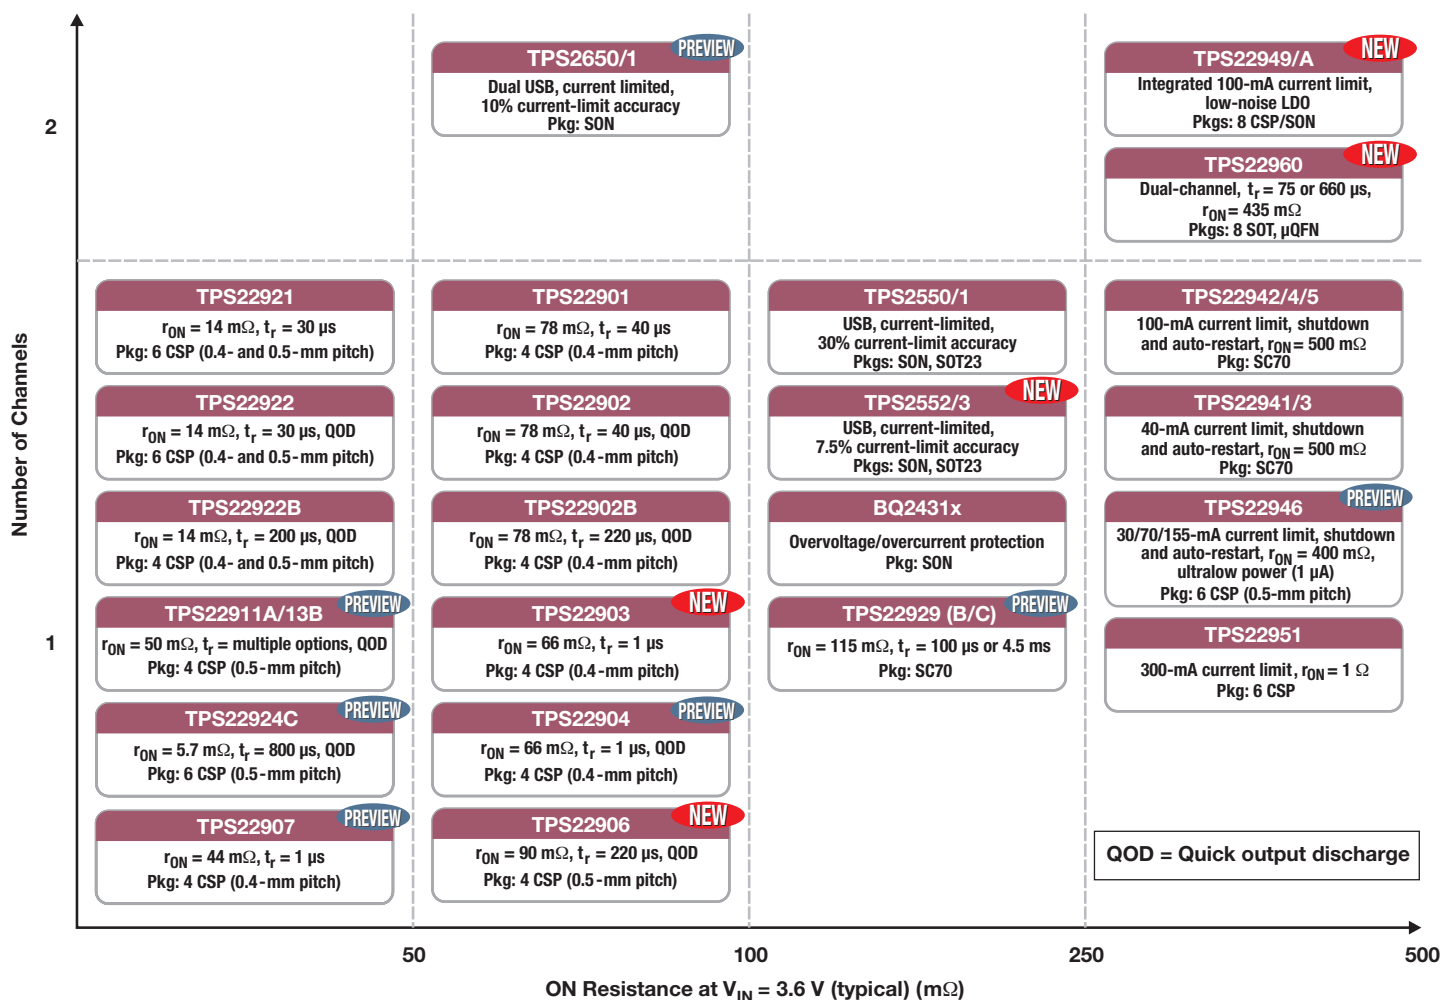 TPS2650/1
PREVIEW
Dual USB, current limited,
10% current-limit accuracy
Pkg: SON
TPS22949/A
NEW
Integrated 100-mA current limit,
low-noise LDO
Pkgs: 8 CSP/SON
TPS22960
NEW
Dual-channel, tr = 75 or 660 µs,
rON = 435 mΩ
Pkgs: 8 SOT, µQFN
2
Number of Channels
1
TPS22921
rON = 14 mΩ, tr = 30 µs
Pkg: 6 CSP (0.4- and 0.5-mm pitch)
TPS22922
rON = 14 mΩ, tr = 30 µs, QOD
Pkg: 6 CSP (0.4- and 0.5-mm pitch)
TPS22922B
rON = 14 mΩ, tr = 200 µs, QOD
Pkg: 4 CSP (0.4- and 0.5-mm pitch)
TPS22911A/13B
PREVIEW
rON = 50 mΩ, tr = multiple options, QOD
Pkg: 4 CSP (0.5-mm pitch)
TPS22924C
PREVIEW
rON = 5.7 mΩ, tr = 800 µs, QOD
Pkg: 6 CSP (0.5-mm pitch)
TPS22907
PREVIEW
rON = 44 mΩ, tr = 1 µs
Pkg: 4 CSP (0.4-mm pitch)
TPS22901
rON = 78 mΩ, tr = 40 µs
Pkg: 4 CSP (0.4-mm pitch)
TPS22902
rON = 78 mΩ, tr = 40 µs, QOD
Pkg: 4 CSP (0.4-mm pitch)
TPS22902B
rON = 78 mΩ, tr = 220 µs, QOD
Pkg: 4 CSP (0.4-mm pitch)
TPS22903
NEW
rON = 66 mΩ, tr = 1 µs
Pkg: 4 CSP (0.4-mm pitch)
TPS22904
PREVIEW
rON = 66 mΩ, tr = 1 µs, QOD
Pkg: 4 CSP (0.4-mm pitch)
TPS22906
NEW
rON = 90 mΩ, tr = 220 µs, QOD
Pkg: 4 CSP (0.5-mm pitch)
TPS2550/1
USB, current-limited,
30% current-limit accuracy
Pkgs: SON, SOT23
TPS2552/3
NEW
USB, current-limited,
7.5% current-limit accuracy
Pkgs: SON, SOT23
BQ2431x
Overvoltage/overcurrent protection
Pkg: SON
TPS22929 (B/C)
PREVIEW
rON = 115 mΩ, tr = 100 µs or 4.5 ms
Pkg: SC70
TPS22942/4/5
100-mA current limit, shutdown
and auto-restart, rON = 500 mΩ
Pkg: SC70
TPS22941/3
40-mA current limit, shutdown
and auto-restart, rON = 500 mΩ
Pkg: SC70
TPS22946
PREVIEW
30/70/155-mA current limit, shutdown
and auto-restart, rON = 400 mΩ,
ultralow power (1 µA)
Pkg: 6 CSP (0.5-mm pitch)
TPS22951
300-mA current limit, rON = 1 Ω
Pkg: 6 CSP
QOD = Quick output discharge
50
100
250
500
ON Resistance at VIN = 3.6 V (typical) (mΩ)